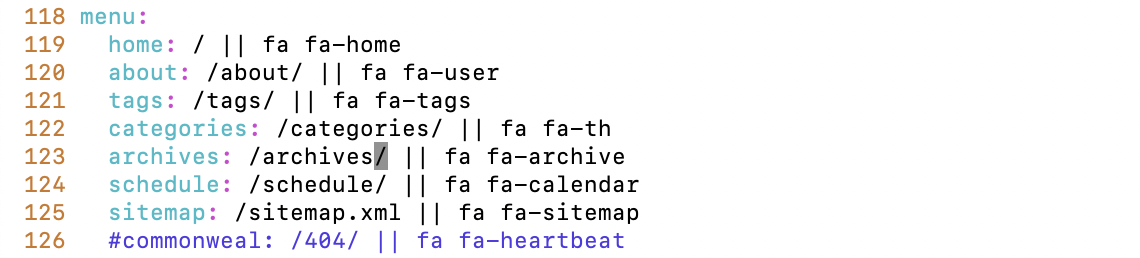 118 menu:
119   home: / || fa fa-home
120   about: /about/ || fa fa-user
121   tags: /tags/ || fa fa-tags
122   categories: /categories/ || fa fa-th
123   archives: /archives/ || fa fa-archive
124   schedule: /schedule/ || fa fa-calendar
125   sitemap: /sitemap.xml || fa fa-sitemap
126   #commonweal: /404/ || fa fa-heartbeat